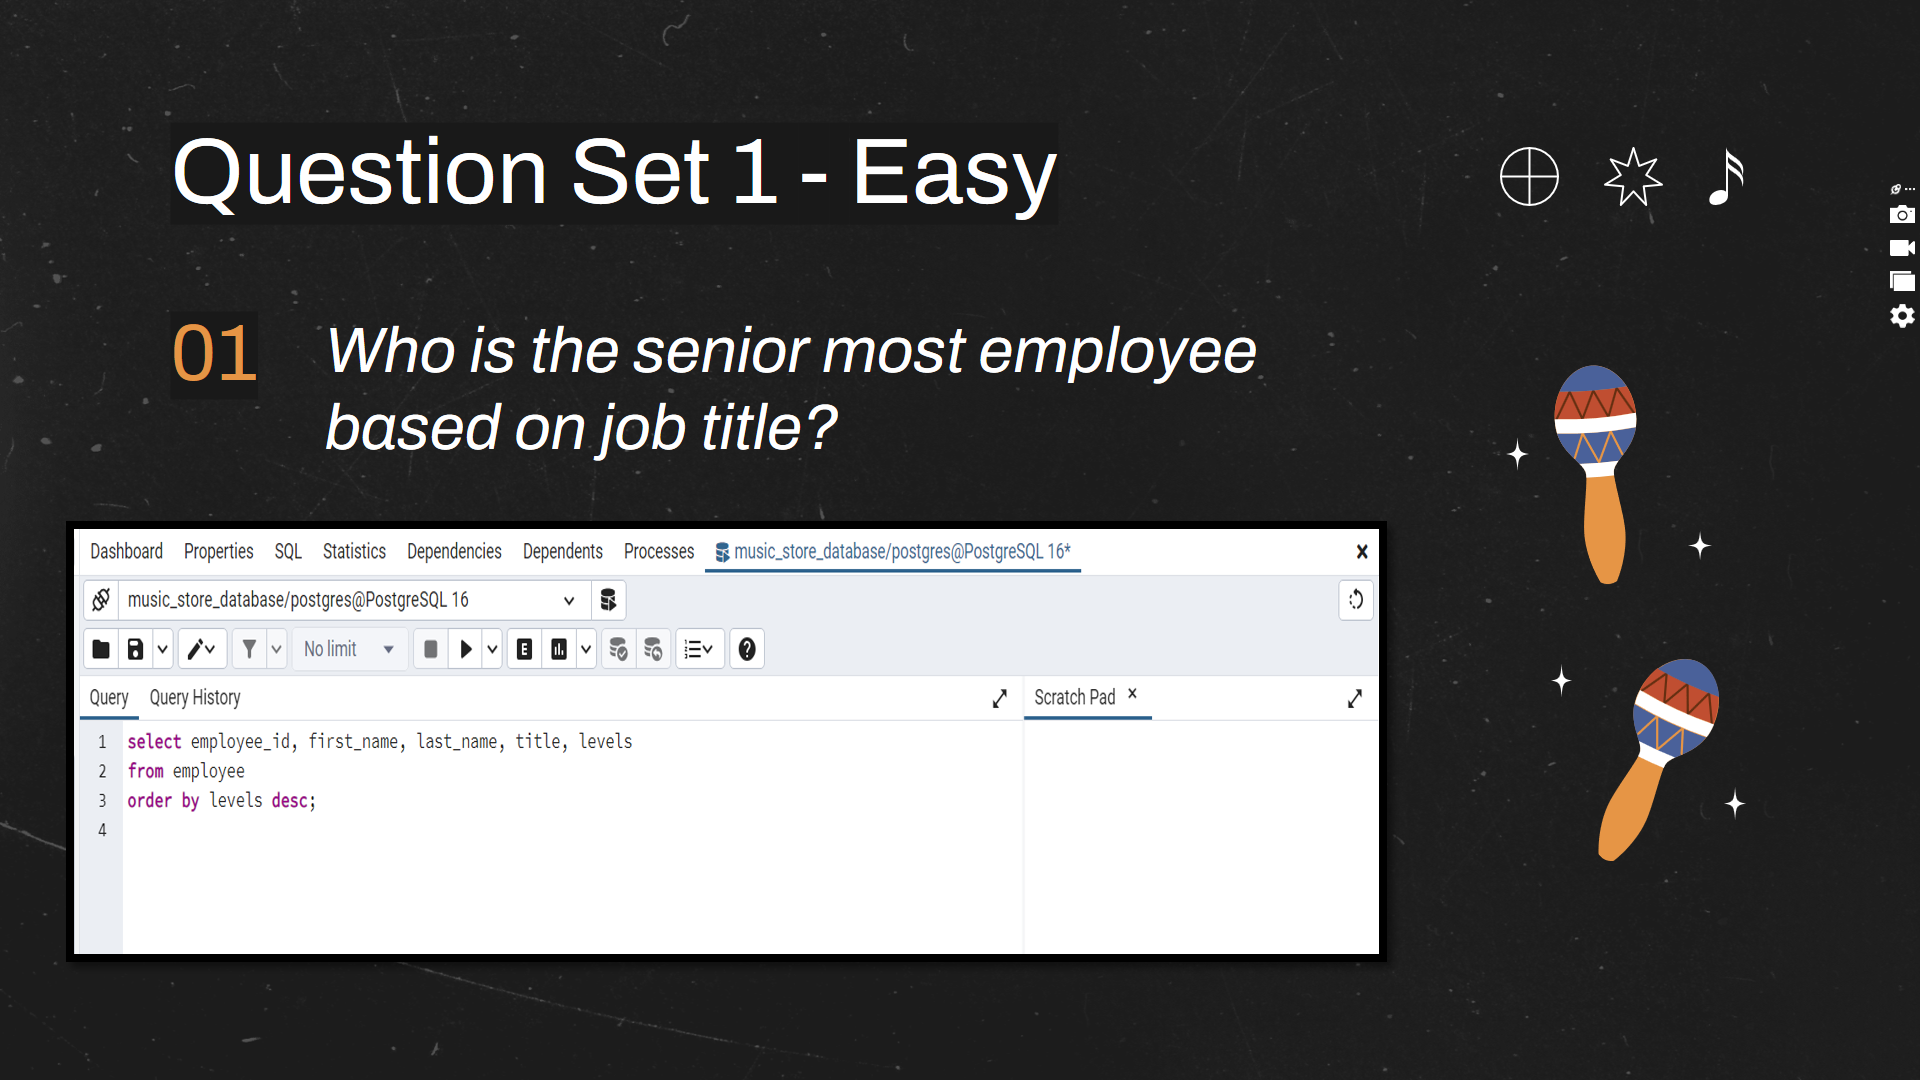 Question Set 1 - Easy
01 Who is the senior most employee
based on job title?
Dashboard Properties SQL Statistics Dependencies Dependents Processes music_store_database/postgres@PostgreSQL 16*
music_store_database/postgres@PostgreSQL 16
No limit
Query Query History Scratch Pad
1 select employee_id, first_name, last_name, title, levels
2 from employee
3 order by levels desc;
4